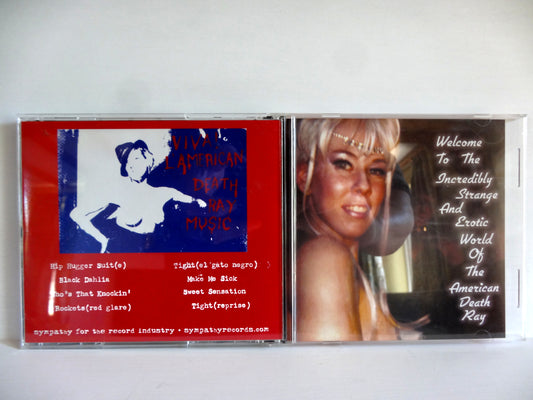 VIVA
L'AMERICAN
DEATH
RAY
MUSIC
Hip Hugger Suit(e)
Black Dahlia
Who's That Knockin'
Rockets(red glare)
Tight(el gato negro)
Make Me Sick
Sweet Sensation
Tight(reprise)
sympathy for the record industry • sympathyrecords.com
Welcome
To The
Incredibly
Strange
And
Erotic
World
Of
The
American
Death
Ray